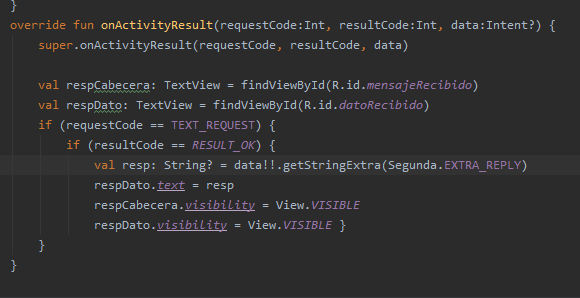 }
override fun onActivityResult(requestCode:Int, resultCode:Int, data:Intent?) {
super.onActivityResult(requestCode, resultCode, data)
val respCabecera: TextView = findViewById(R.id.mensajeRecibido)
val respDato: TextView = findViewById(R.id.datoRecibido)
if (requestCode == TEXT_REQUEST) {
if (resultCode == RESULT_OK) {
val resp: String? = data!!.getStringExtra(Segunda.EXTRA_REPLY)
respDato.text = resp
respCabecera.visibility = View.VISIBLE
respDato.visibility = View.VISIBLE }
}
}